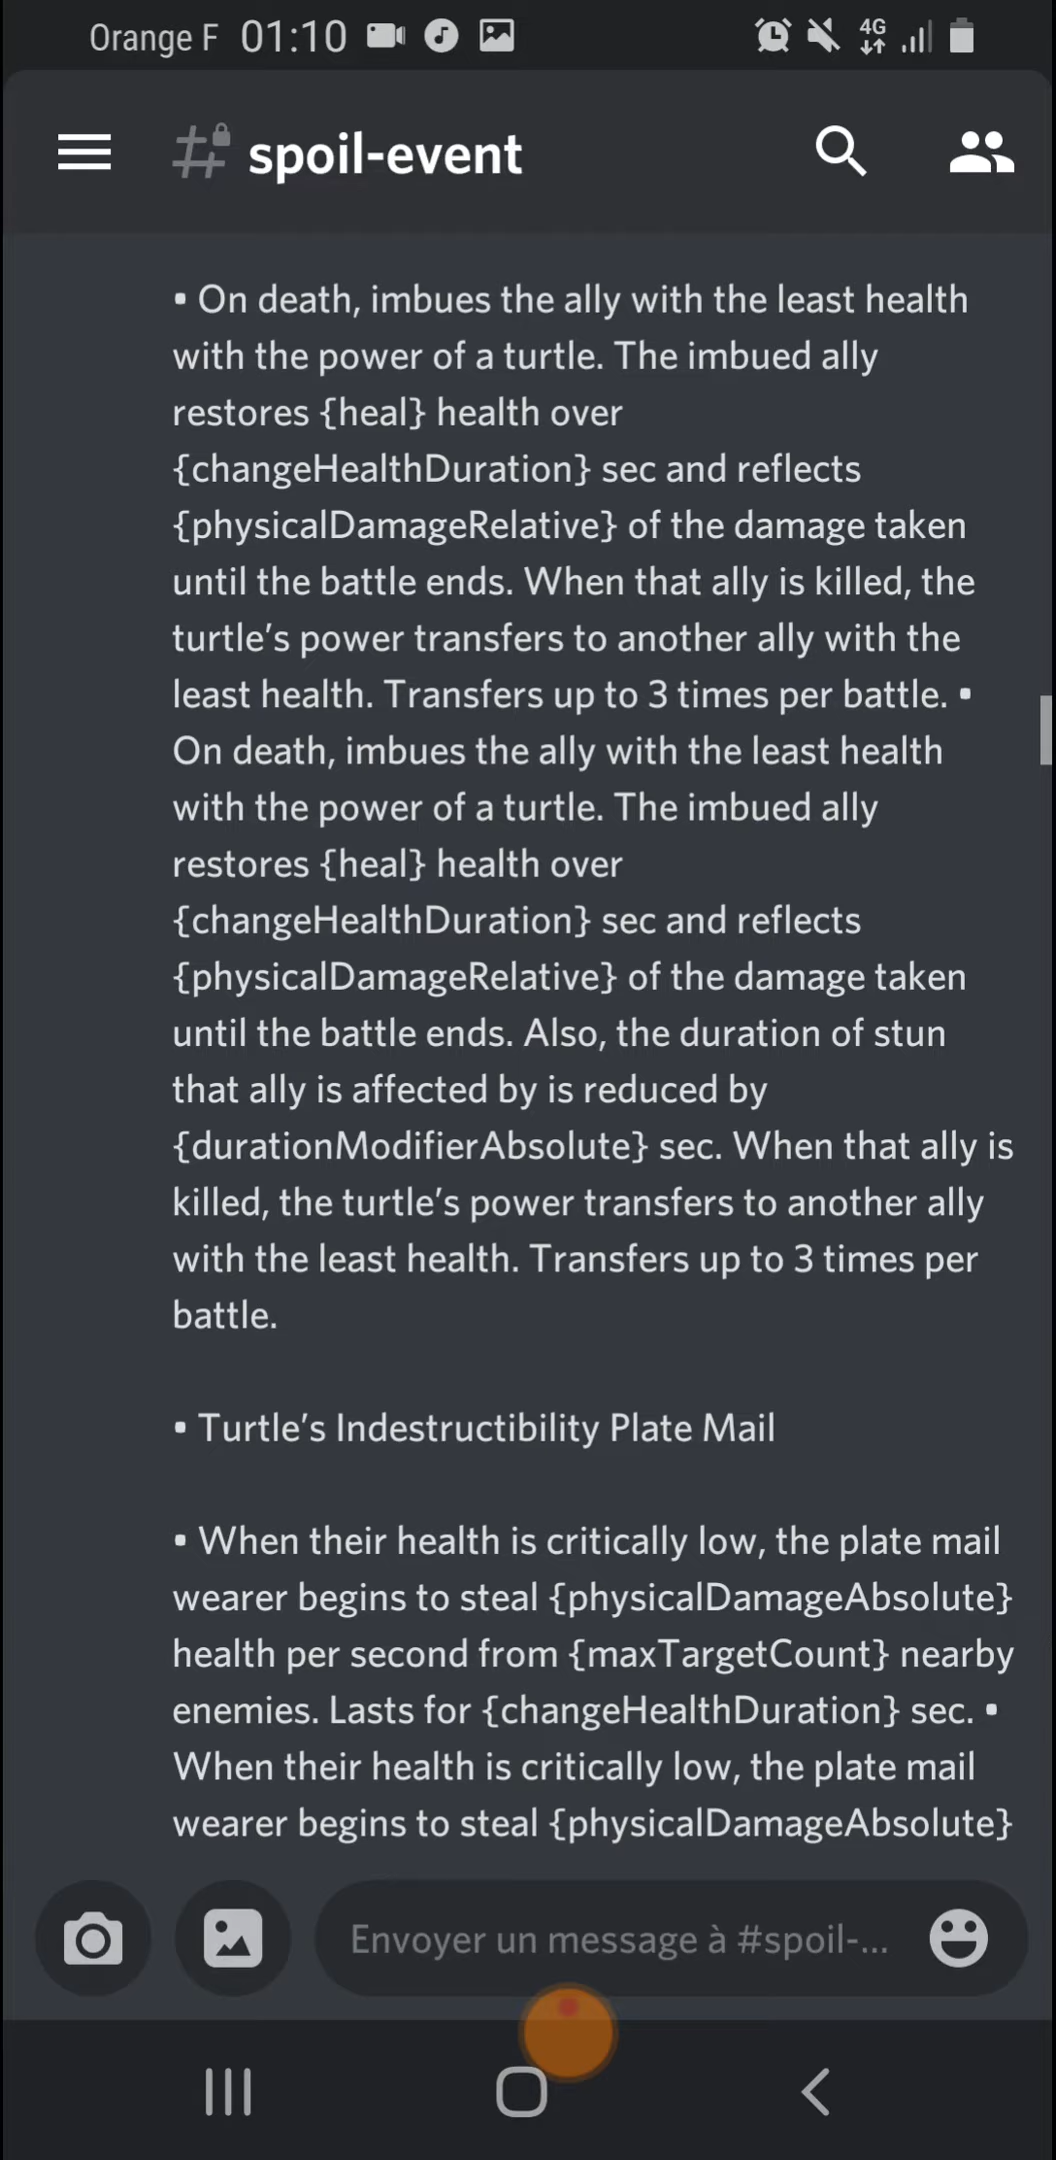 Orange F 01:10
4G
spoil-event
▪ On death, imbues the ally with the least health
with the power of a turtle. The imbued ally
restores {heal} health over
{changeHealthDuration} sec and reflects
{physicalDamageRelative} of the damage taken
until the battle ends. When that ally is killed, the
turtle’s power transfers to another ally with the
least health. Transfers up to 3 times per battle. ▪
On death, imbues the ally with the least health
with the power of a turtle. The imbued ally
restores {heal} health over
{changeHealthDuration} sec and reflects
{physicalDamageRelative} of the damage taken
until the battle ends. Also, the duration of stun
that ally is affected by is reduced by
{durationModifierAbsolute} sec. When that ally is
killed, the turtle’s power transfers to another ally
with the least health. Transfers up to 3 times per
battle.
▪ Turtle’s Indestructibility Plate Mail
▪ When their health is critically low, the plate mail
wearer begins to steal {physicalDamageAbsolute}
health per second from {maxTargetCount} nearby
enemies. Lasts for {changeHealthDuration} sec. ▪
When their health is critically low, the plate mail
wearer begins to steal {physicalDamageAbsolute}
Envoyer un message à #spoil-...